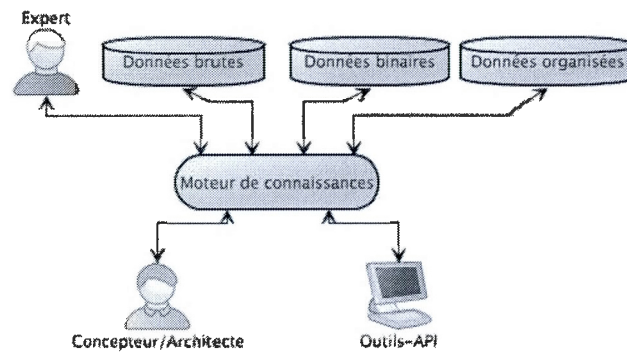 Expert
Données brutes
Données binaires
Données organisées
Moteur de connaissances
Concepteur/Architecte
Outils-API